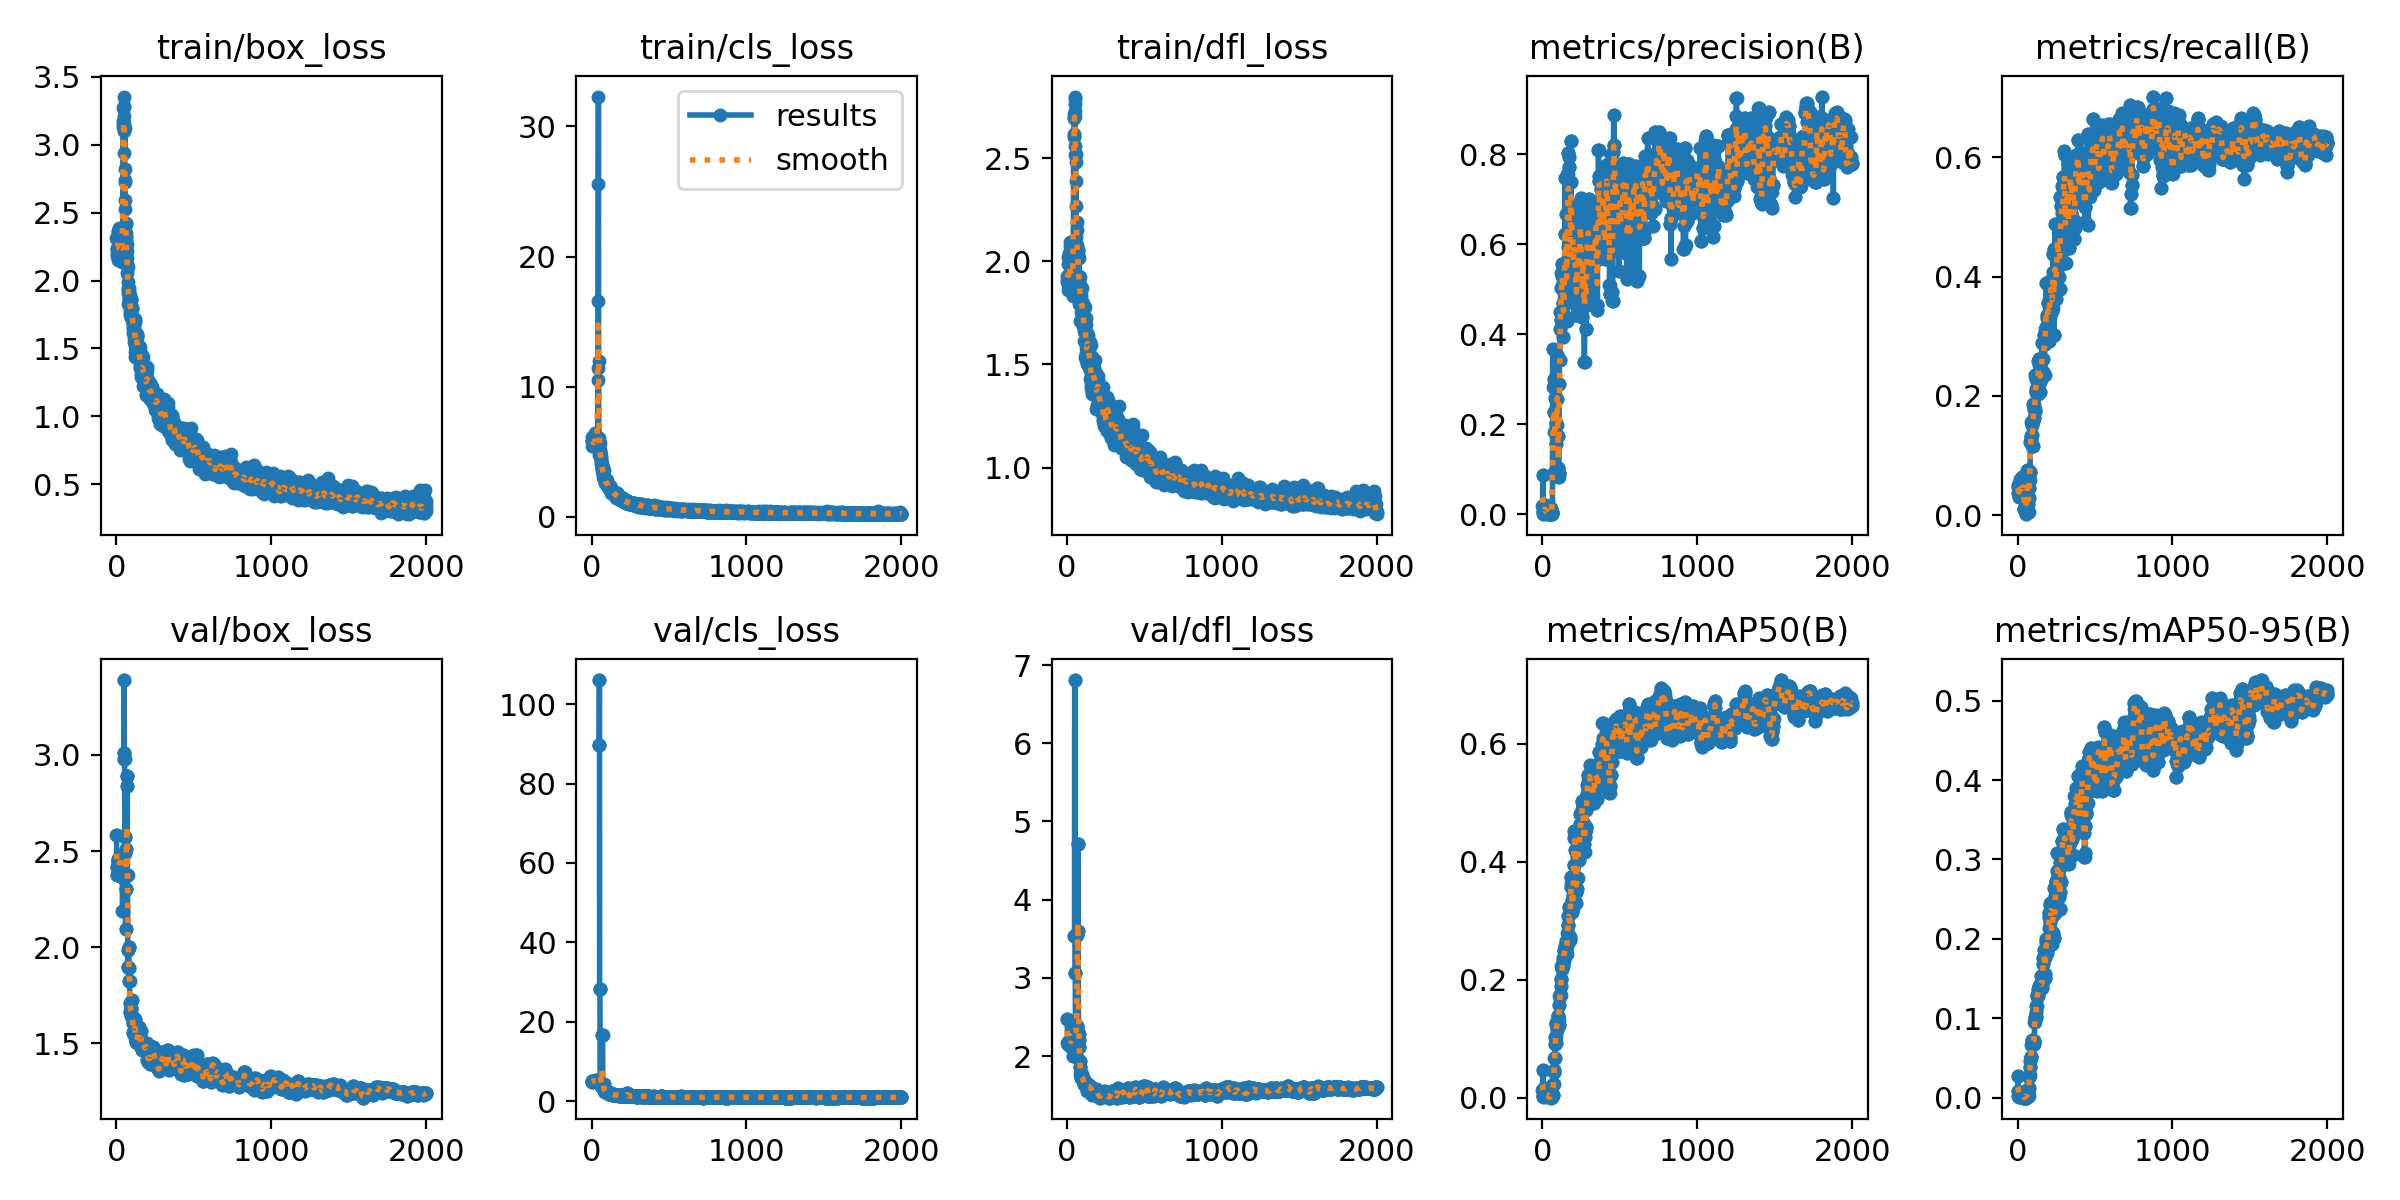 train/box_loss
train/cls_loss
train/dfl_loss
metrics/precision(B)
metrics/recall(B)
3.5
3.0
2.5
2.0
1.5
1.0
0.5
0 1000 2000
30
20
10
0
0 1000 2000
results
smooth
2.5
2.0
1.5
1.0
0 1000 2000
0.8
0.6
0.4
0.2
0.0
0 1000 2000
0.6
0.4
0.2
0.0
0 1000 2000
val/box_loss
val/cls_loss
val/dfl_loss
metrics/mAP50(B)
metrics/mAP50-95(B)
3.0
2.5
2.0
1.5
0 1000 2000
100
80
60
40
20
0
0 1000 2000
7
6
5
4
3
2
0 1000 2000
0.6
0.4
0.2
0.0
0 1000 2000
0.5
0.4
0.3
0.2
0.1
0.0
0 1000 2000